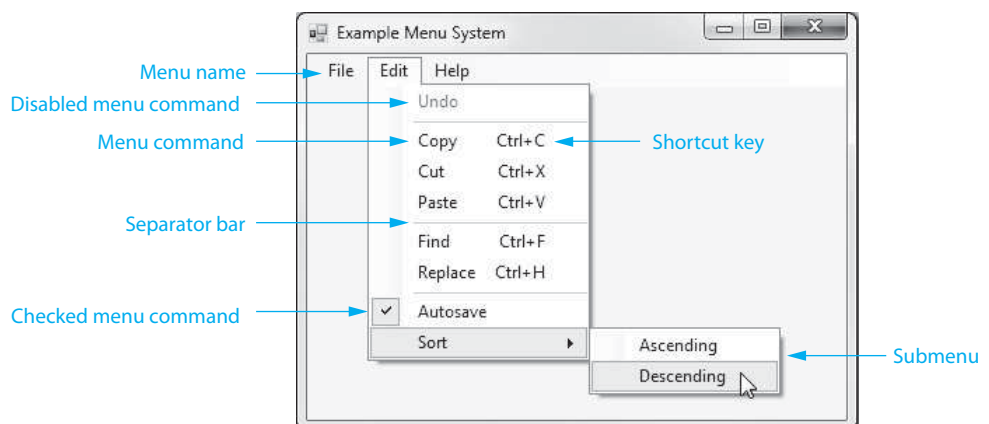 Example Menu System
Menu name
File Edit Help
Disabled menu command
Undo
Menu command
Copy Ctrl+C
Shortcut key
Cut Ctrl+X
Paste Ctrl+V
Separator bar
Find Ctrl+F
Replace Ctrl+H
Checked menu command
Autosave
Sort
Ascending
Submenu
Descending